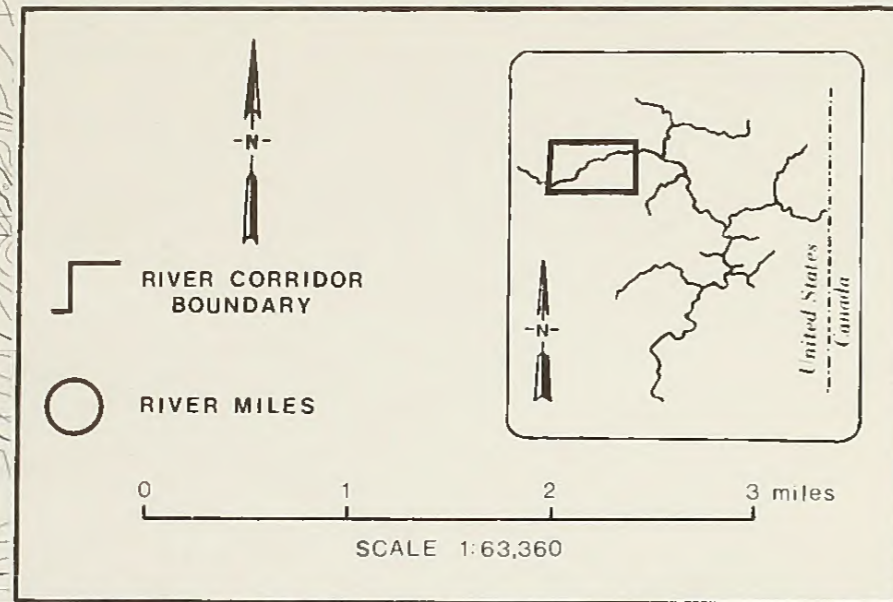 -N-
RIVER CORRIDOR
BOUNDARY
RIVER MILES
-N-
United States
Canada
0 1 2 3 miles
SCALE 1:63,360